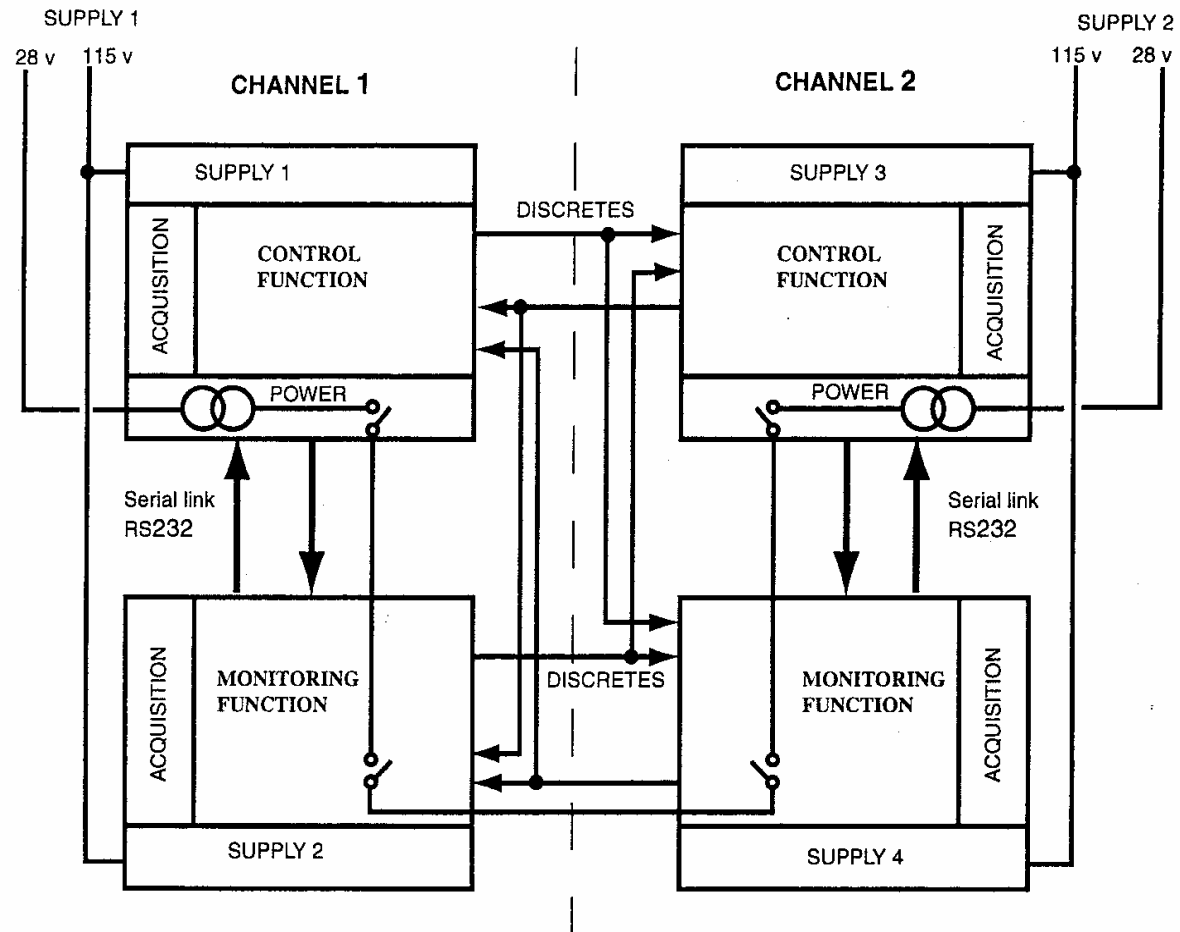 SUPPLY 1
SUPPLY 2
28 v 115 v
115 v 28 v
CHANNEL 1
CHANNEL 2
SUPPLY 1
SUPPLY 3
DISCRETES
ACQUISITION
CONTROL
FUNCTION
CONTROL
FUNCTION
ACQUISITION
POWER
POWER
Serial link
RS232
Serial link
RS232
ACQUISITION
MONITORING
FUNCTION
DISCRETES
MONITORING
FUNCTION
ACQUISITION
SUPPLY 2
SUPPLY 4